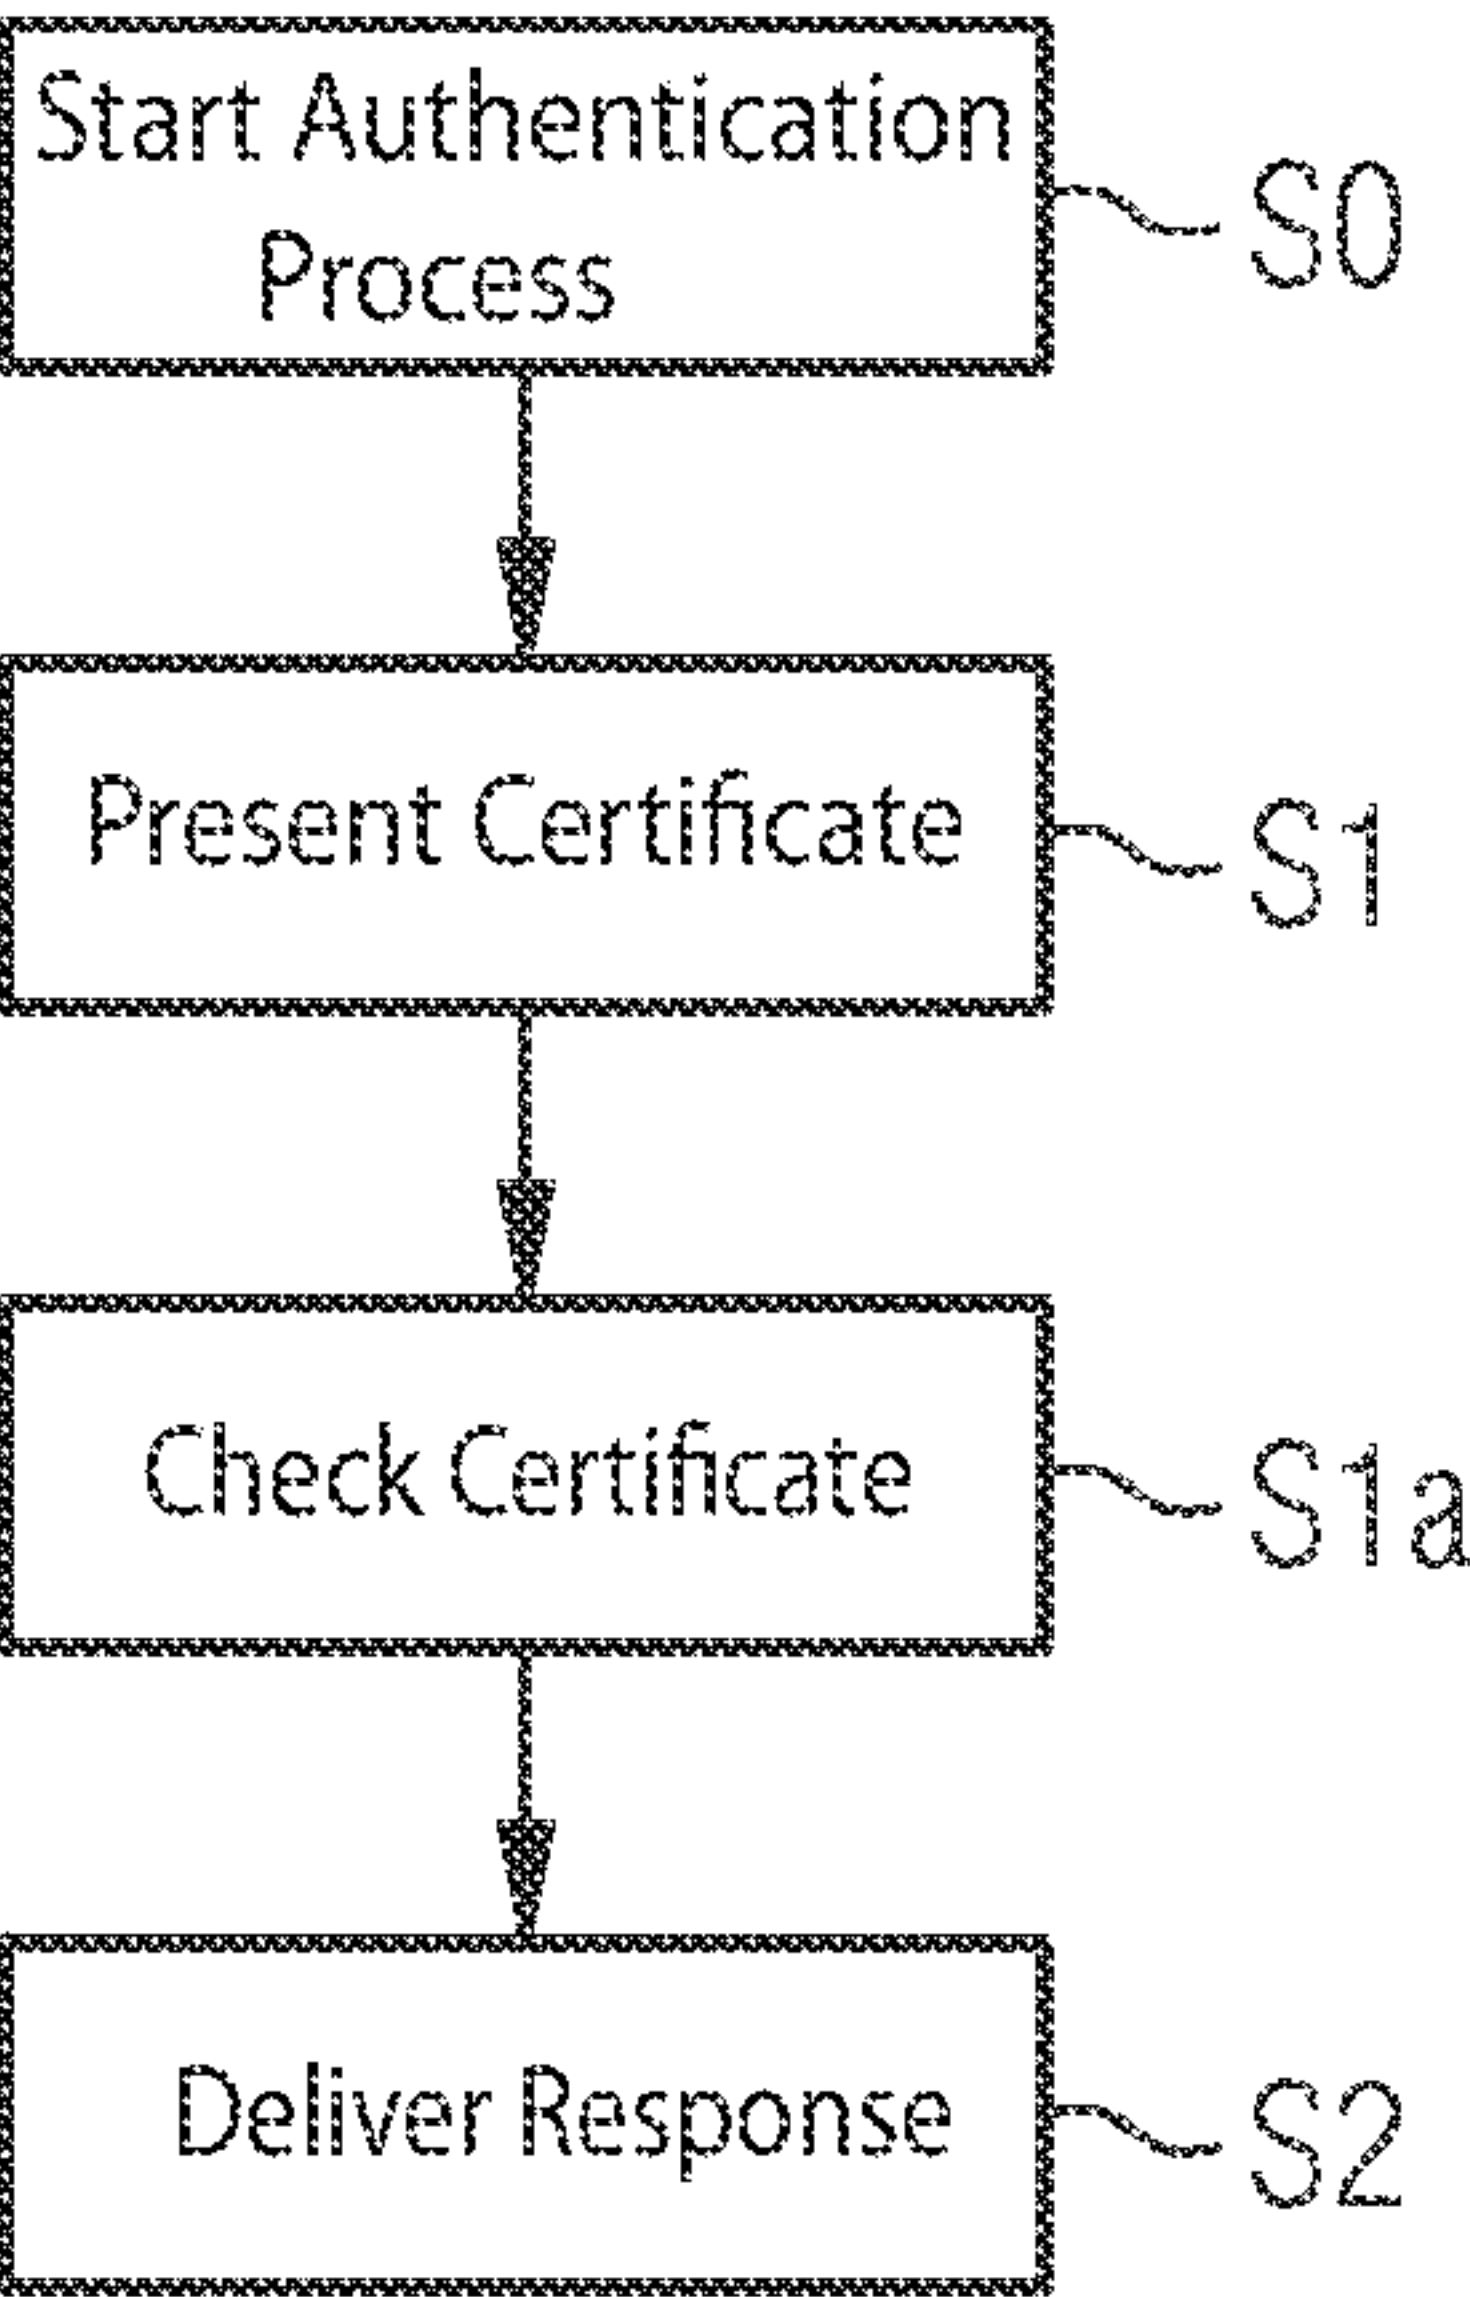 Start Authentication
Process
S0
Present Certificate
S1
Check Certificate
S1a
Deliver Response
S2